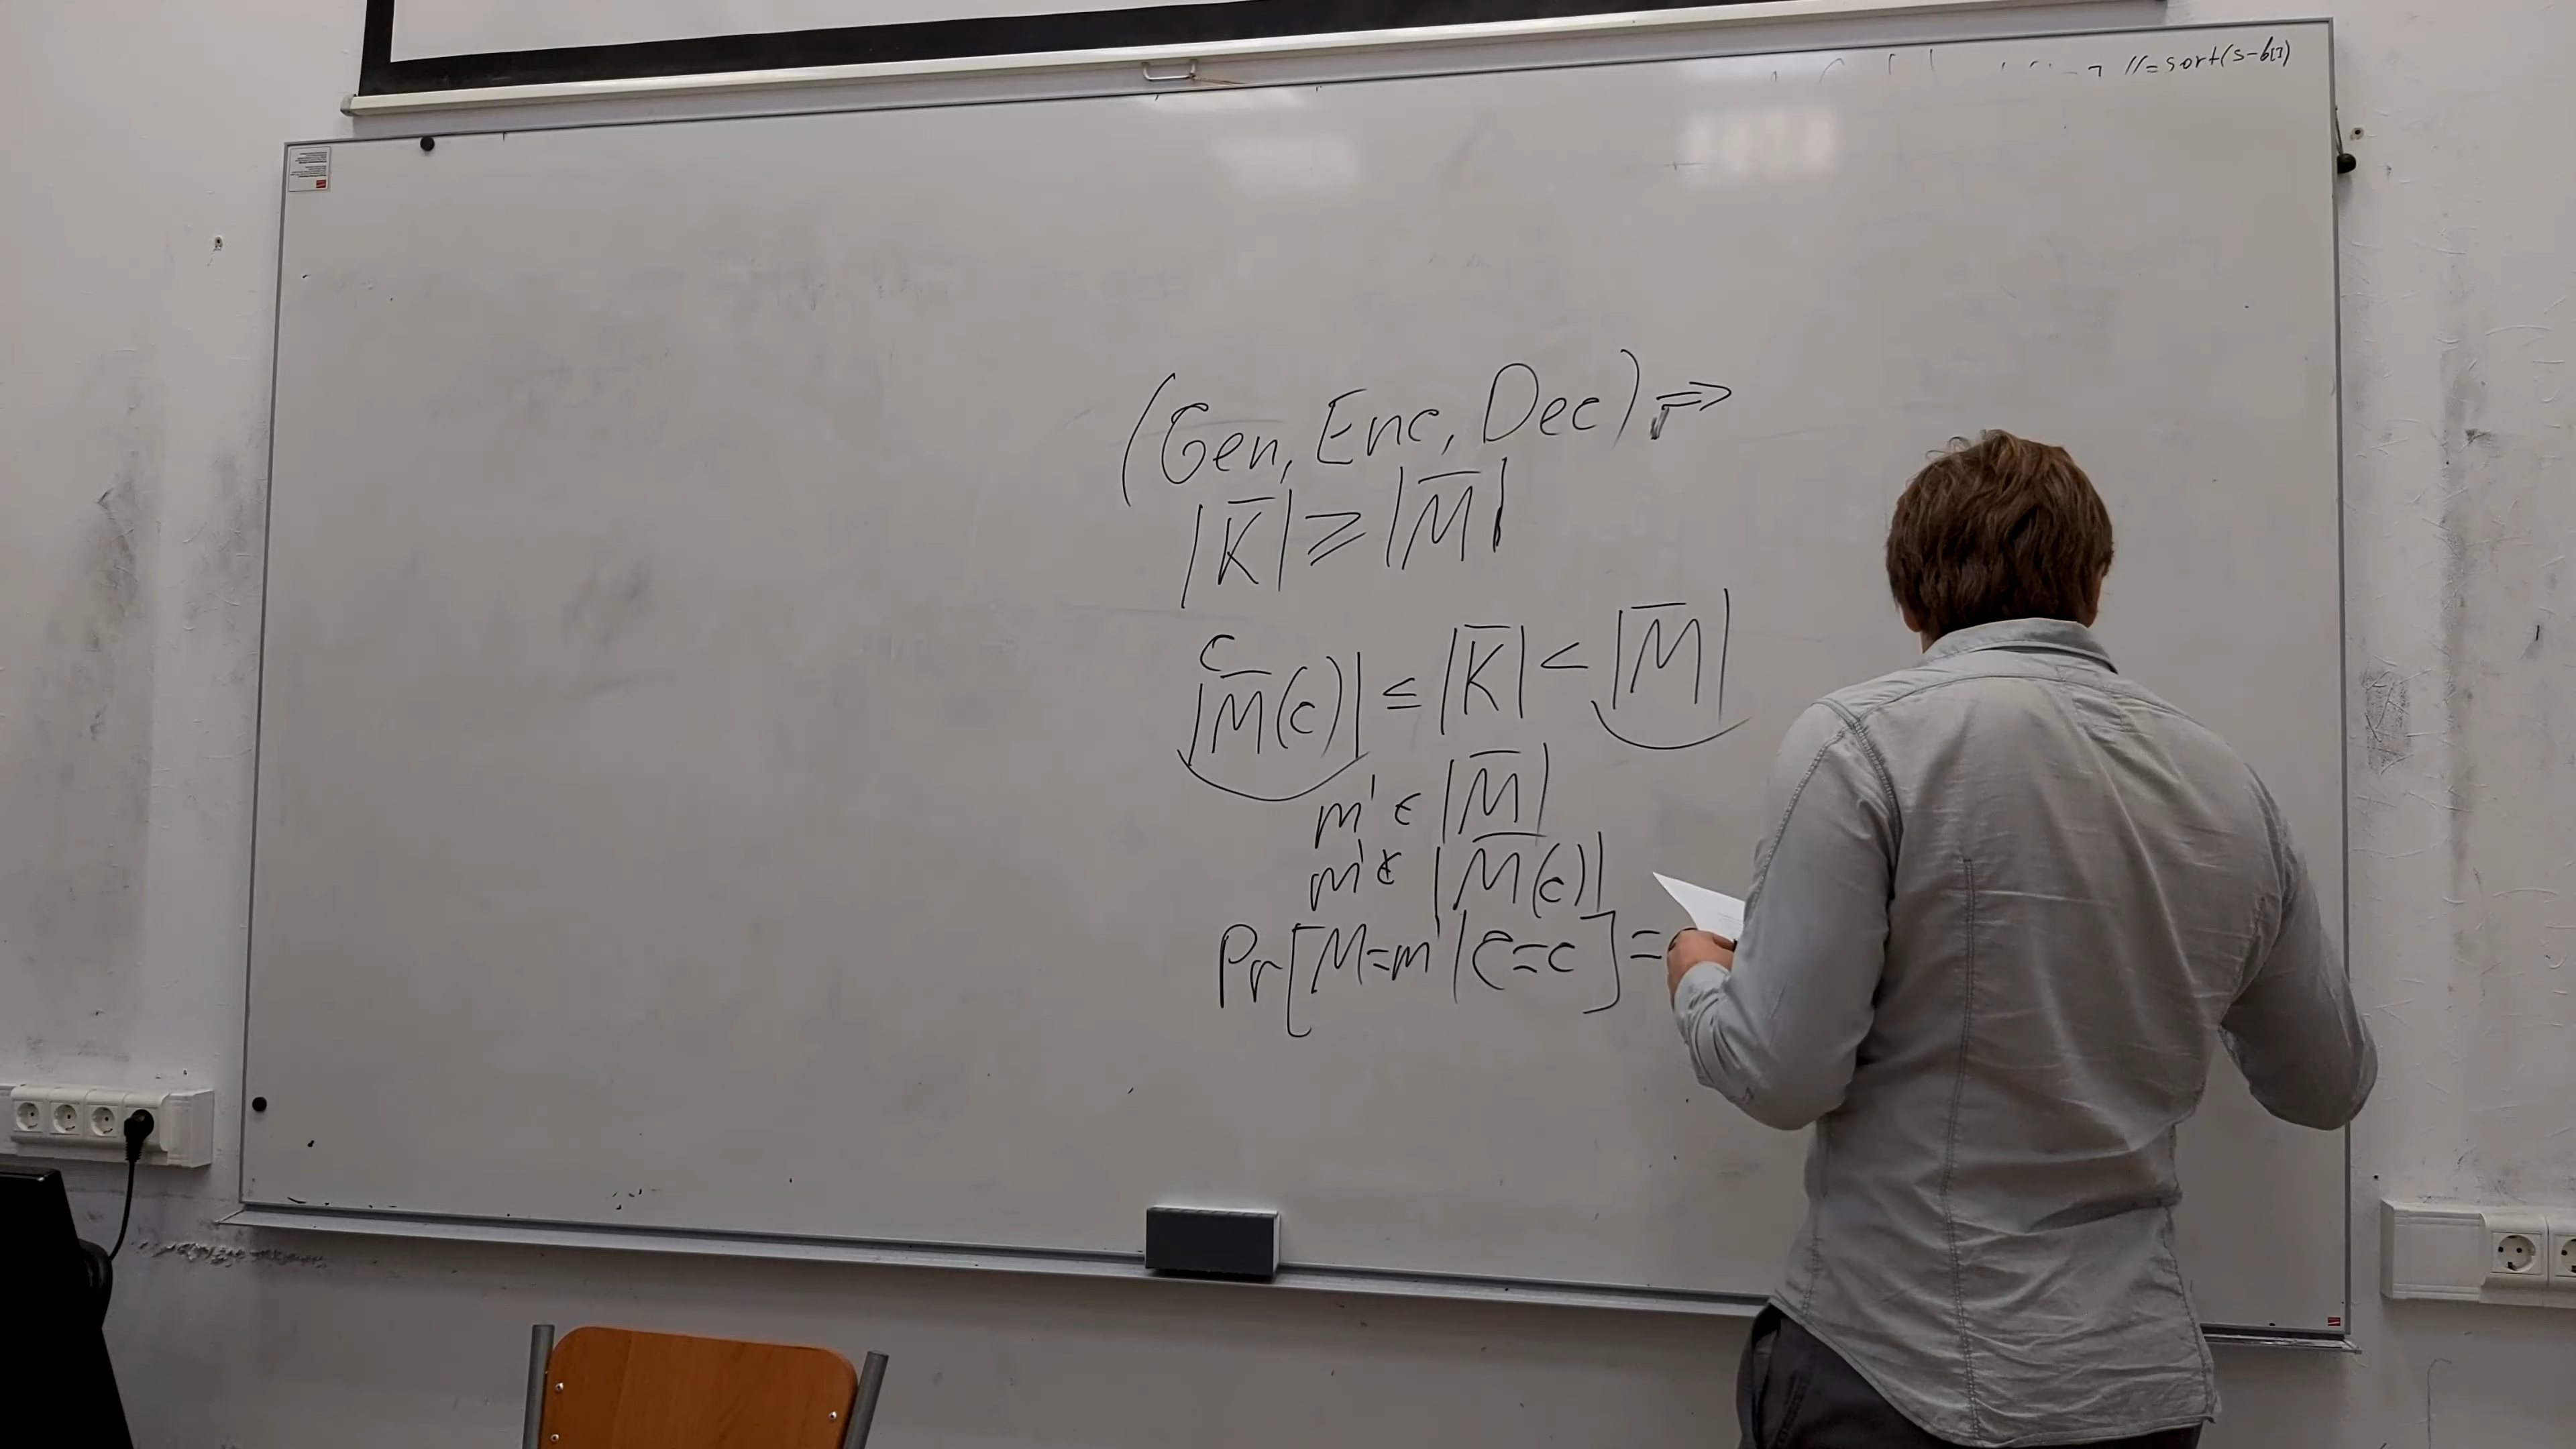 //=sort(s-b[i])
(Gen, Enc, Dec) ⇒
|K̅| ⩾ |M̅|
c
|M̅(c)| ≤ |K̅| < |M̅|
m' ∈ |M̅|
m' ∉ |M̅(c)|
Pr[M=m' | C=c] =